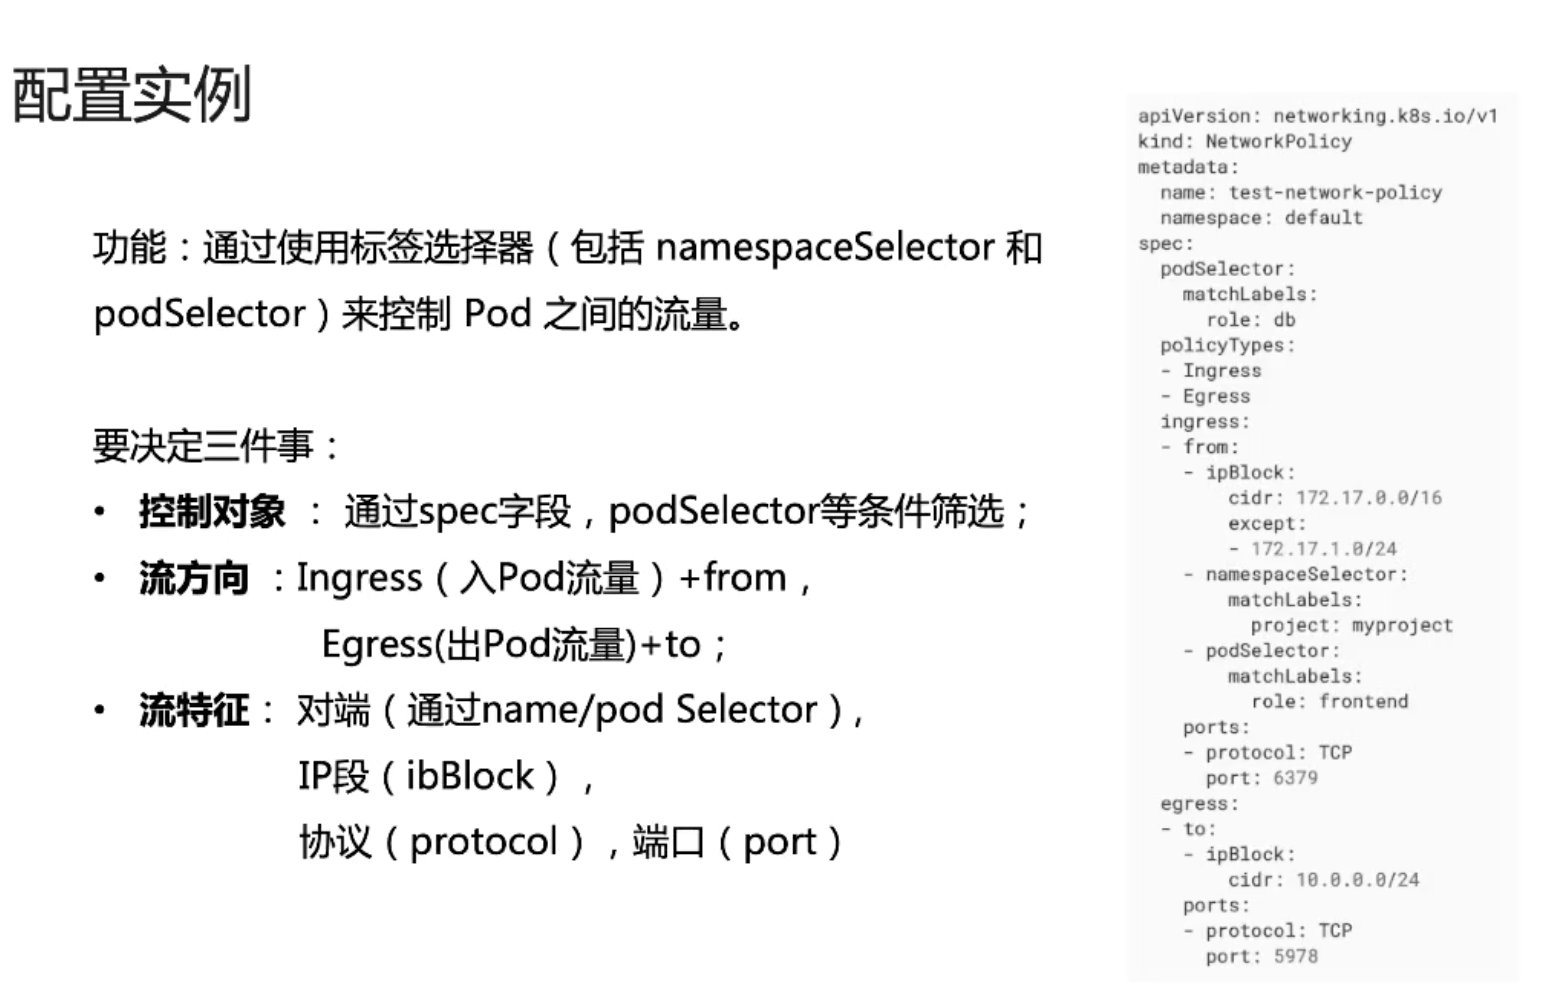 配置实例
功能：通过使用标签选择器（包括 namespaceSelector 和
podSelector）来控制 Pod 之间的流量。
要决定三件事：
• 控制对象 ： 通过spec字段，podSelector等条件筛选；
• 流方向 ：Ingress（入Pod流量）+from，
Egress(出Pod流量)+to；
• 流特征： 对端（通过name/pod Selector），
IP段（ibBlock），
协议（protocol），端口（port）
apiVersion: networking.k8s.io/v1
kind: NetworkPolicy
metadata:
  name: test-network-policy
  namespace: default
spec:
  podSelector:
    matchLabels:
      role: db
  policyTypes:
  - Ingress
  - Egress
  ingress:
  - from:
    - ipBlock:
        cidr: 172.17.0.0/16
        except:
        - 172.17.1.0/24
    - namespaceSelector:
        matchLabels:
          project: myproject
    - podSelector:
        matchLabels:
          role: frontend
    ports:
    - protocol: TCP
      port: 6379
  egress:
  - to:
    - ipBlock:
        cidr: 10.0.0.0/24
    ports:
    - protocol: TCP
      port: 5978